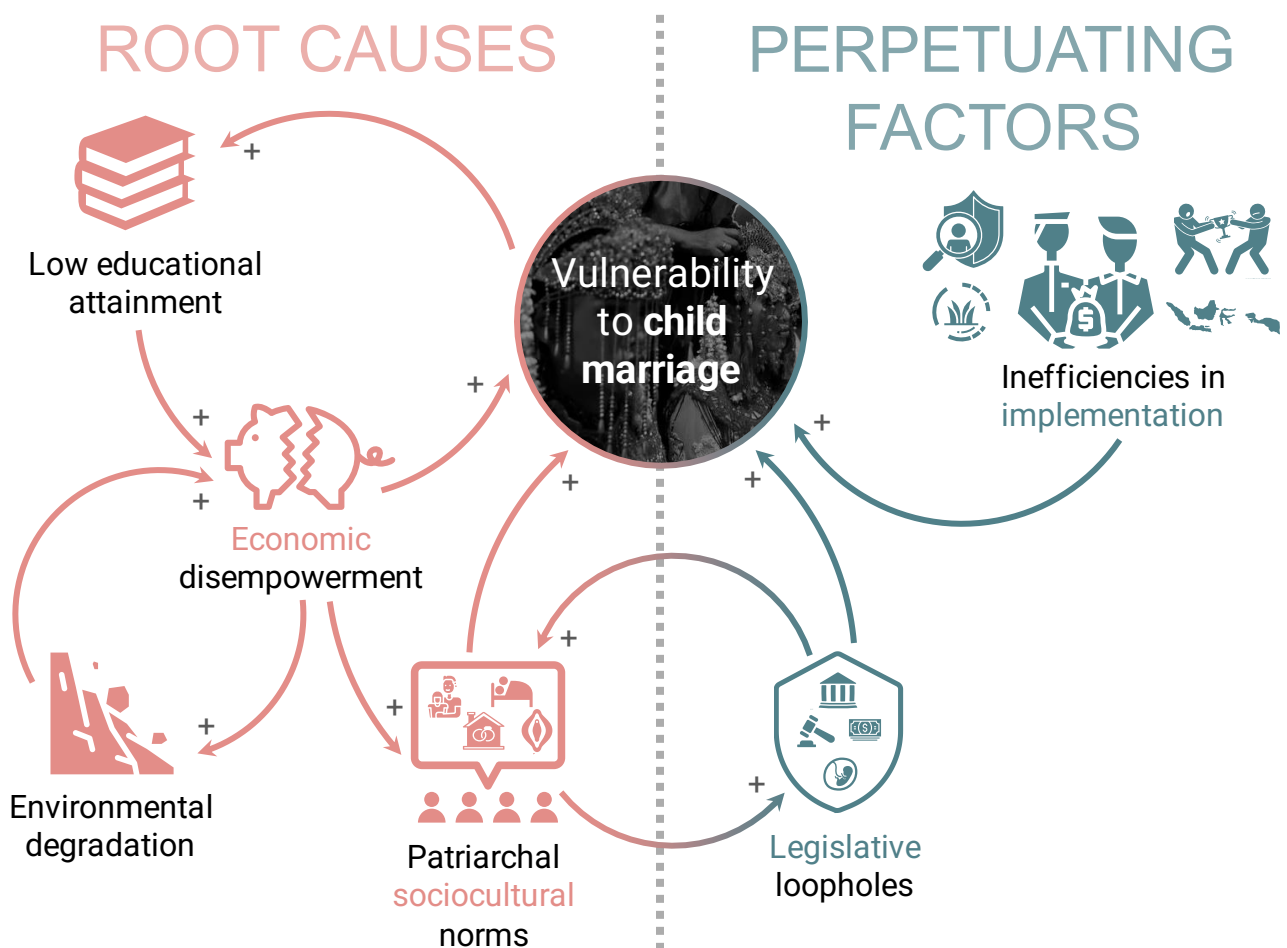 ROOT CAUSES
PERPETUATING
FACTORS
+
Low educational
attainment
Vulnerability
to child
marriage
Inefficiencies in
implementation
+
+
+
+
+
+
Economic
disempowerment
+
+
+
+
+
Environmental
degradation
Patriarchal
sociocultural
norms
Legislative
loopholes